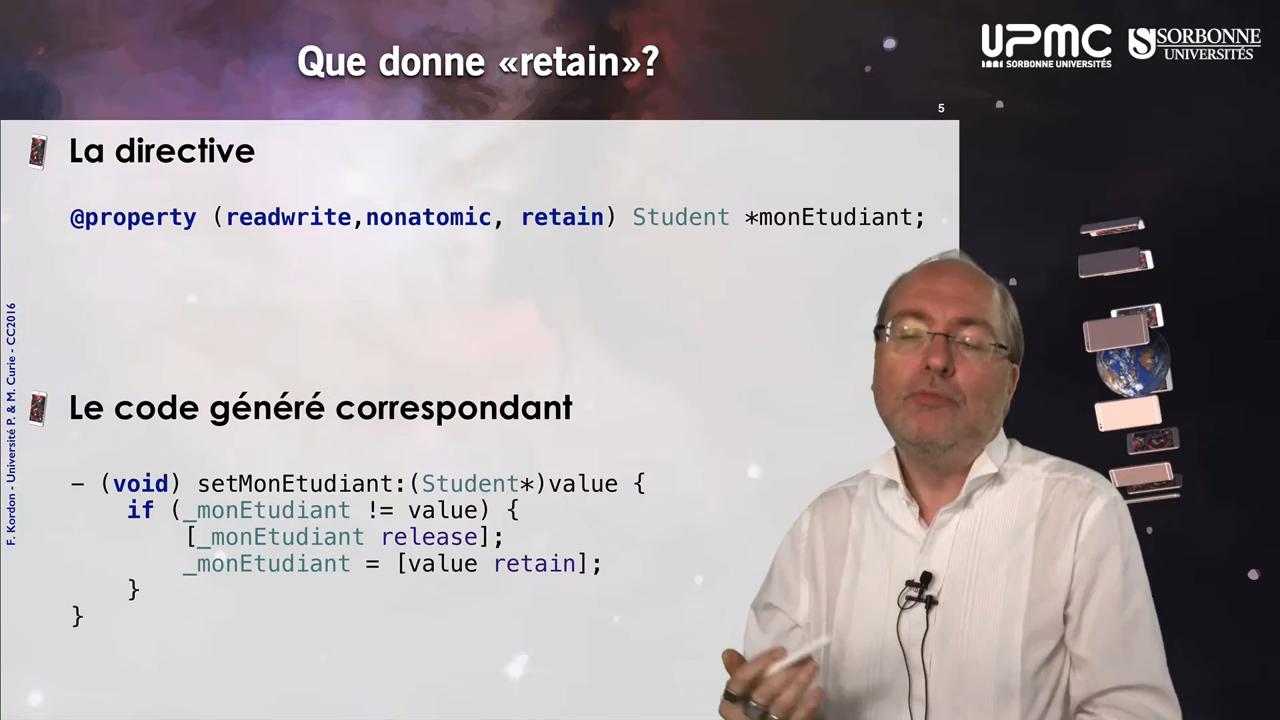 Que donne «retain»?
UPMC
SORBONNE UNIVERSITÉS
SORBONNE
UNIVERSITÉS
5
La directive
@property (readwrite,nonatomic, retain) Student *monEtudiant;
Le code généré correspondant
– (void) setMonEtudiant:(Student*)value {
if (_monEtudiant != value) {
[_monEtudiant release];
_monEtudiant = [value retain];
}
}
F. Kordon - Université P. & M. Curie - CC2016